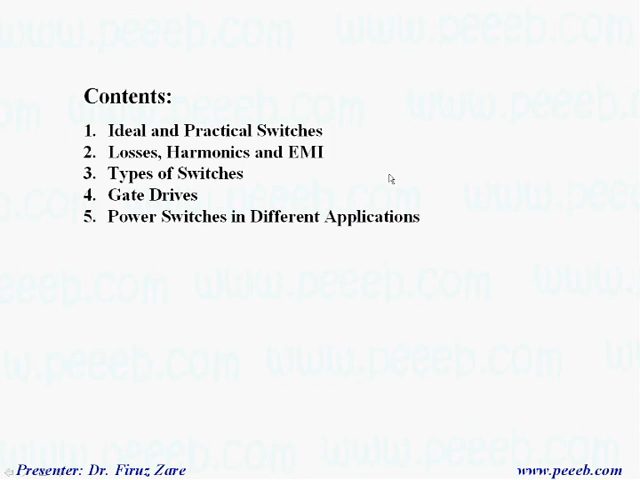 Contents:
1. Ideal and Practical Switches
2. Losses, Harmonics and EMI
3. Types of Switches
4. Gate Drives
5. Power Switches in Different Applications
Presenter: Dr. Firuz Zare
www.peeeb.com